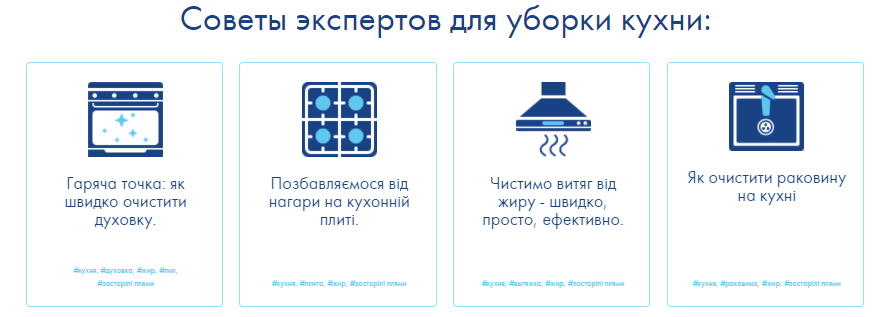 Советы экспертов для уборки кухни:
Гаряча точка: як
швидко очистити
духовку.
#кухня, #духовка, #жир, #пил,
#застарілі плями
Позбавляємося від
нагари на кухонній
плиті.
#кухня, #плита, #жир, #застарілі плями
Чистимо витяг від
жиру - швидко,
просто, ефективно.
#кухня, #вытяжка, #жир, #застарілі плями
Як очистити раковину
на кухні
#кухня, #раковина, #жир, #застарілі плями